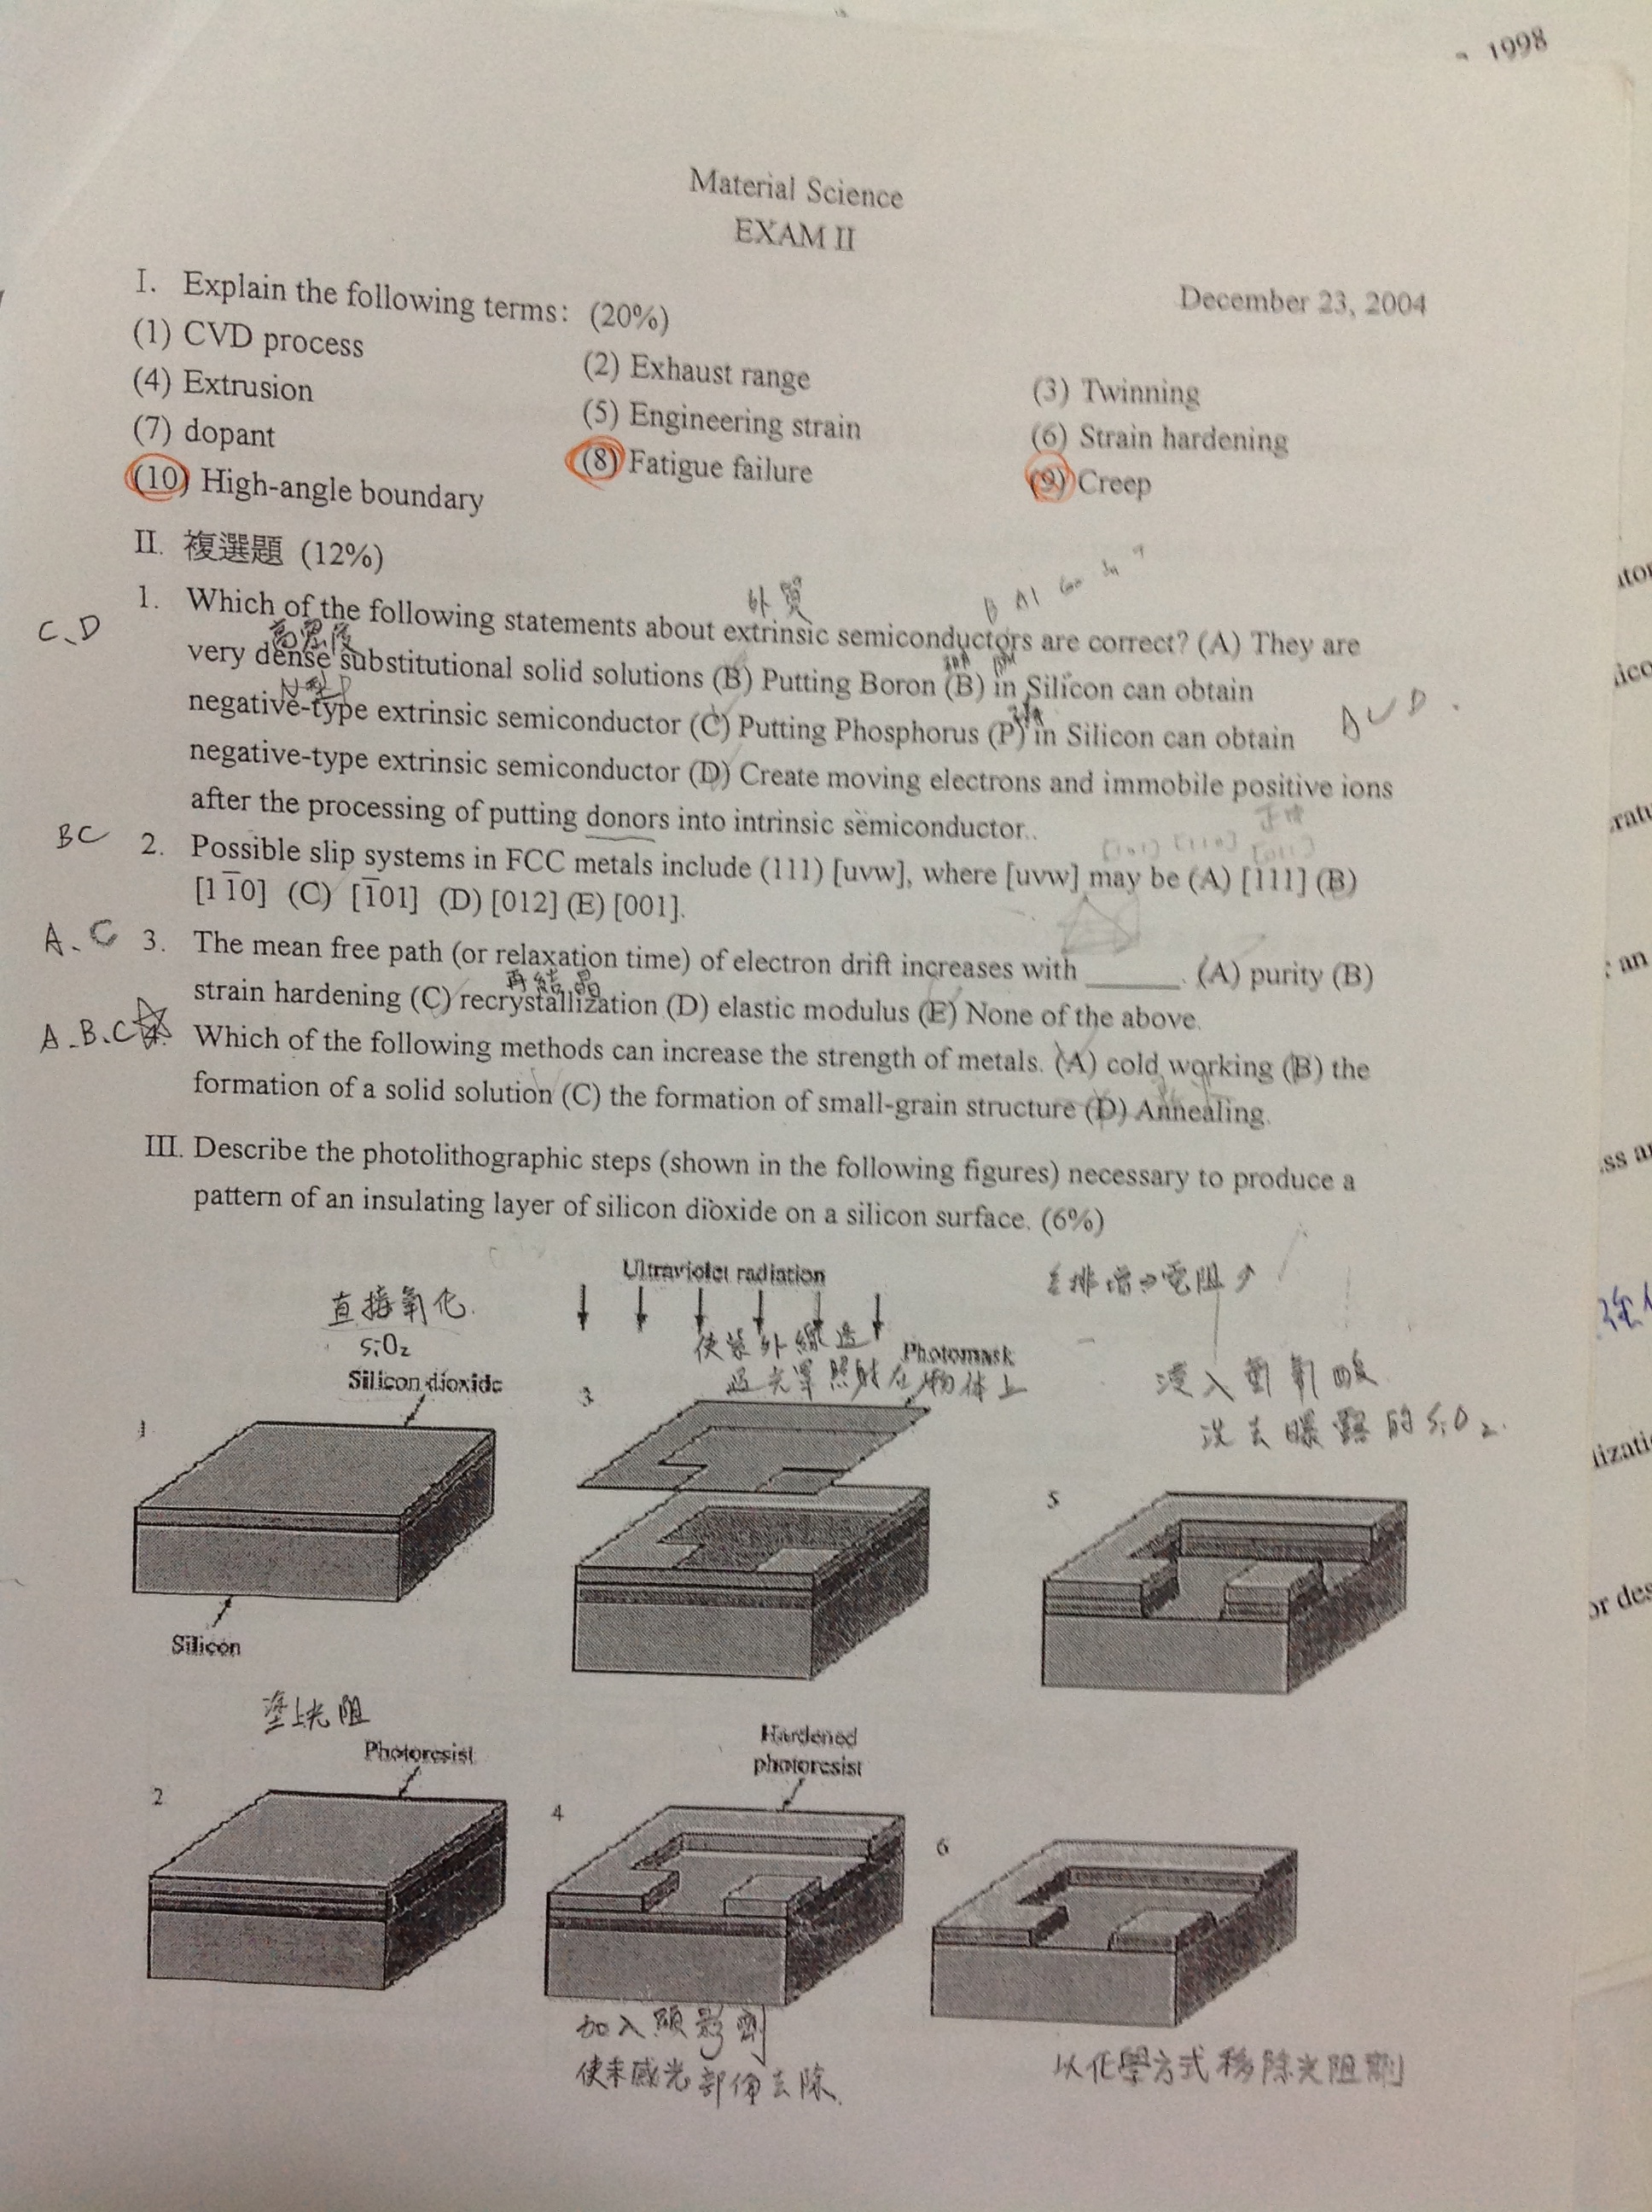 - 1998
Material Science
EXAM II
December 23, 2004
I. Explain the following terms: (20%)
(1) CVD process
(2) Exhaust range
(3) Twinning
(4) Extrusion
(5) Engineering strain
(6) Strain hardening
(7) dopant
(8) Fatigue failure
(9) Creep
(10) High-angle boundary
II. 複選題 (12%)
外質
B Al Ga In
C、D
1. Which of the following statements about extrinsic semiconductors are correct? (A) They are
高密度
very dense substitutional solid solutions (B) Putting Boron (B) in Silicon can obtain
N型
negative-type extrinsic semiconductor (C) Putting Phosphorus (P) in Silicon can obtain
negative-type extrinsic semiconductor (D) Create moving electrons and immobile positive ions
after the processing of putting donors into intrinsic semiconductor..
[101] [110] [011]
BC
2. Possible slip systems in FCC metals include (111) [uvw], where [uvw] may be (A) [111] (B)
[1 1̅0] (C) [1̅01] (D) [012] (E) [001].
A、C
3. The mean free path (or relaxation time) of electron drift increases with ______. (A) purity (B)
再結晶
strain hardening (C) recrystallization (D) elastic modulus (E) None of the above.
A、B、C
4. Which of the following methods can increase the strength of metals. (A) cold working (B) the
formation of a solid solution (C) the formation of small-grain structure (D) Annealing.
III. Describe the photolithographic steps (shown in the following figures) necessary to produce a
pattern of an insulating layer of silicon dioxide on a silicon surface. (6%)
直接氧化
SiO2
Silicon dioxide
1
Silicon
塗上光阻
Photoresist
2
Ultraviolet radiation
使紫外線透
過光罩照射在物体上
Photomask
3
Hardened
photoresist
4
加入顯影劑
使未感光部份去除
差排增⇒電阻↑
浸入氫氟酸
洗去曝露的SiO2
5
6
以化學方式移除光阻劑